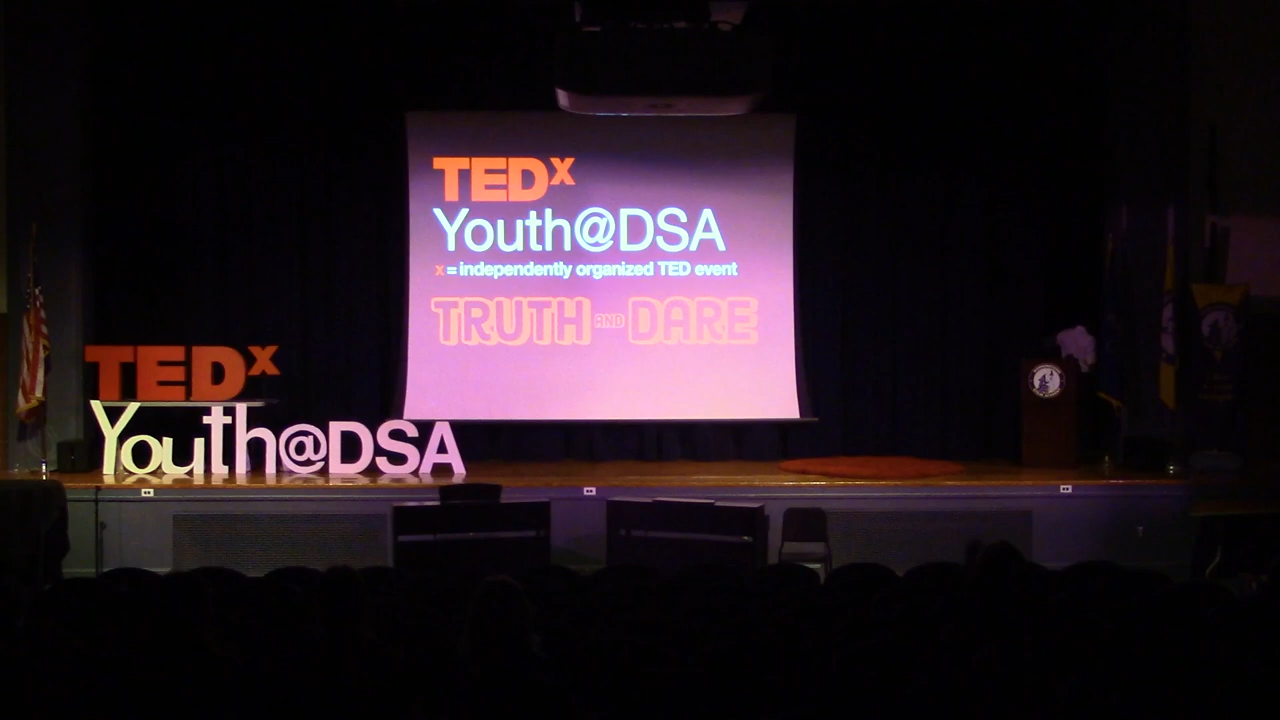 TEDx
Youth@DSA
x = independently organized TED event
TRUTH AND DARE
TEDx
Youth@DSA